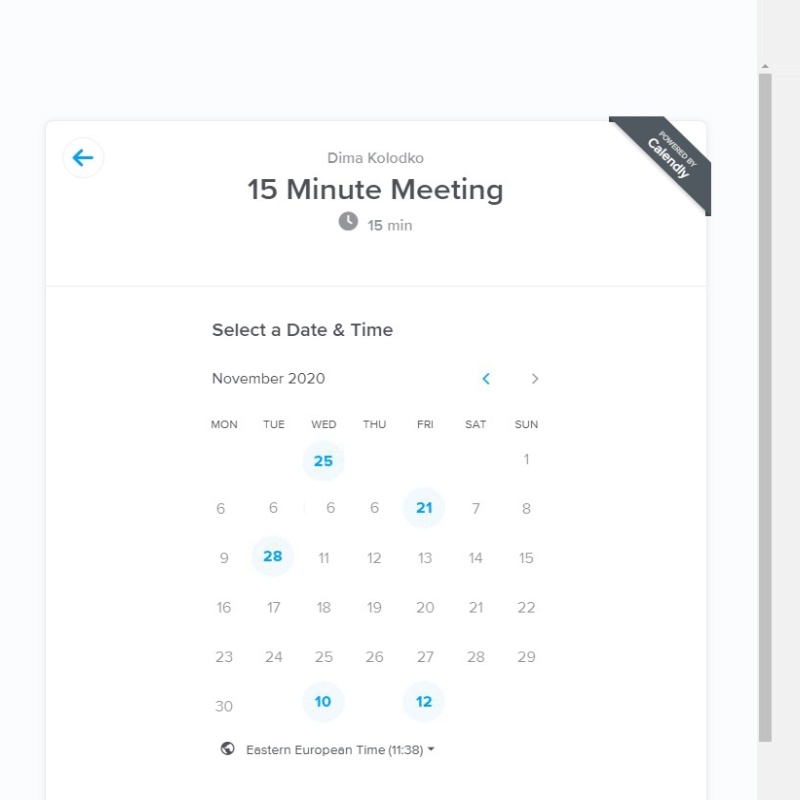 POWERED BY
Calendly
Dima Kolodko
15 Minute Meeting
15 min
Select a Date & Time
November 2020
MON TUE WED THU FRI SAT SUN
25 1
6 6 6 6 21 7 8
9 28 11 12 13 14 15
16 17 18 19 20 21 22
23 24 25 26 27 28 29
30 10 12
Eastern European Time (11:38)